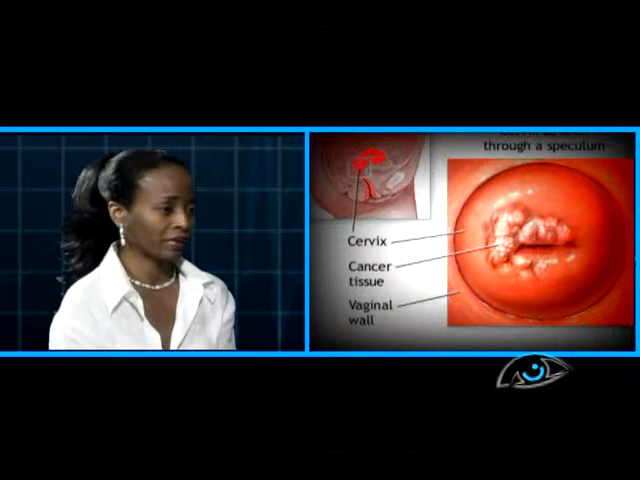 through a speculum
Cervix
Cancer
tissue
Vaginal
wall